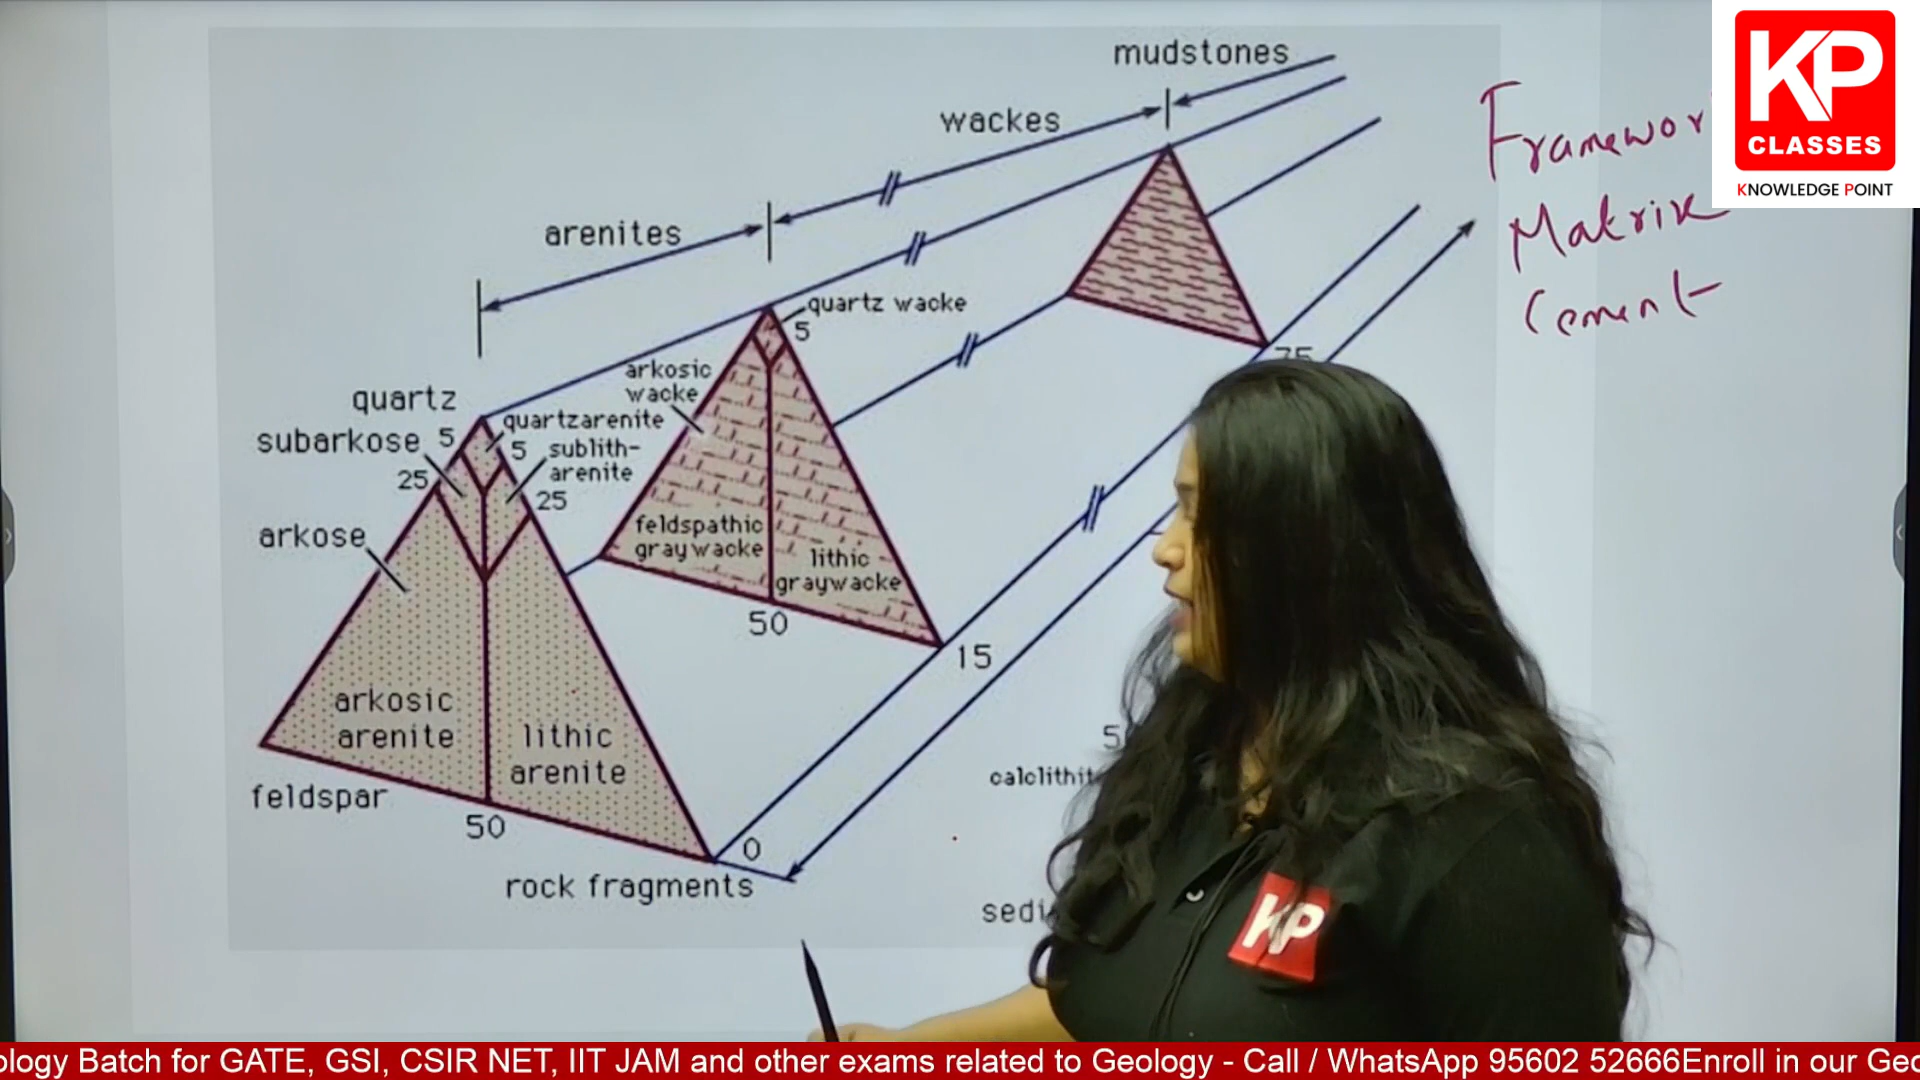 mudstones
wackes
arenites
quartz wacke
5
arkosic
wacke
quartz
quartzarenite
subarkose 5
5 sublith-
arenite
25
25
arkose
feldspathic
graywacke
lithic
graywacke
50
15
75
arkosic
arenite
lithic
arenite
feldspar
50
0
rock fragments
5
Matrix
Cement
KP
CLASSES
KNOWLEDGE POINT
KP
Batch for GATE, GSI, CSIR NET, IIT JAM and other exams related to Geology - Call / WhatsApp 95602 52666Enroll in our